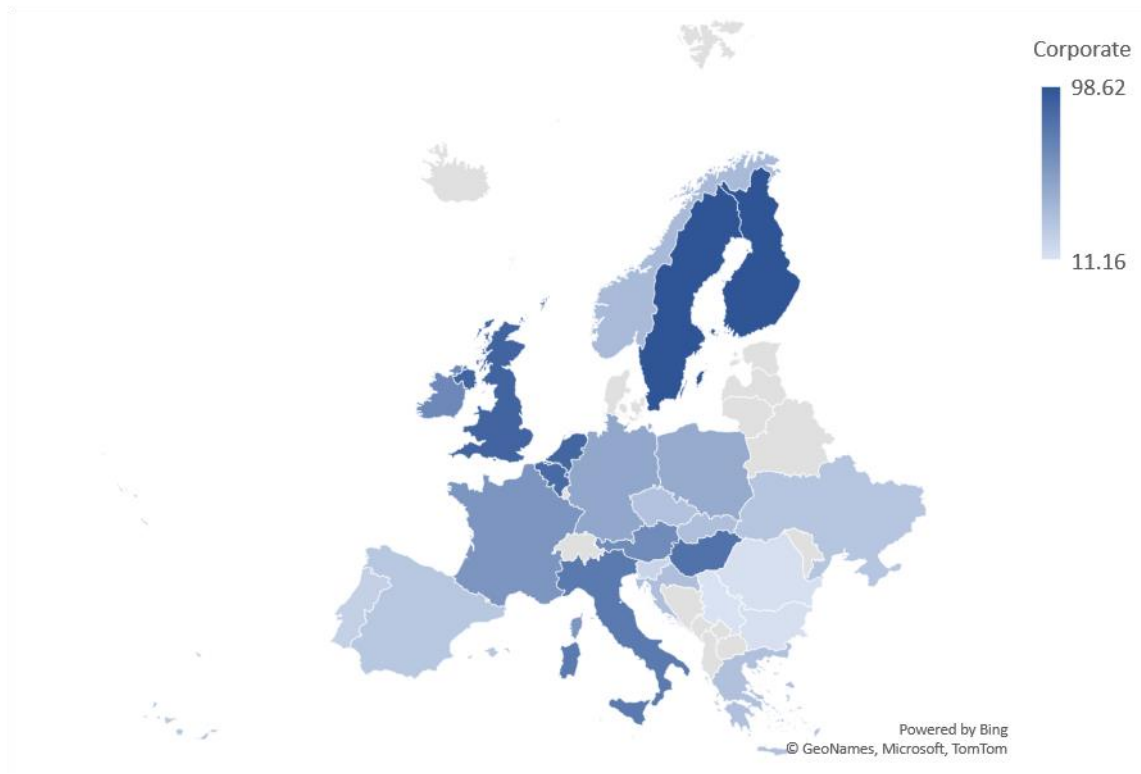 Corporate
98.62
11.16
Powered by Bing
© GeoNames, Microsoft, TomTom